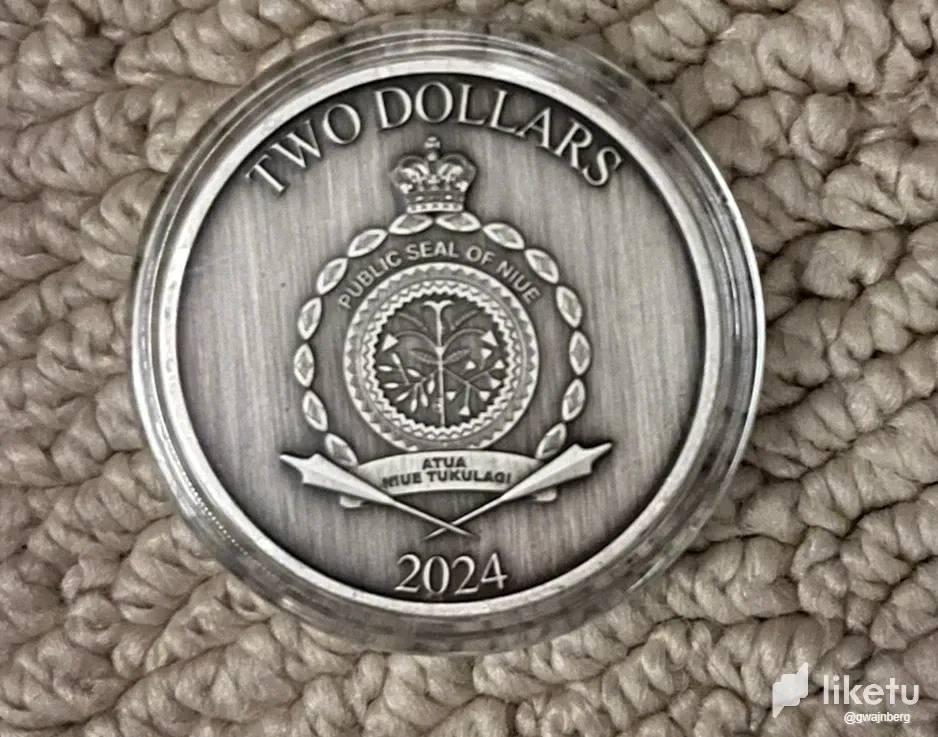 TWO DOLLARS
PUBLIC SEAL OF NIUE
ATUA
NIUE TUKULAGI
2024
liketu
@gwajnberg